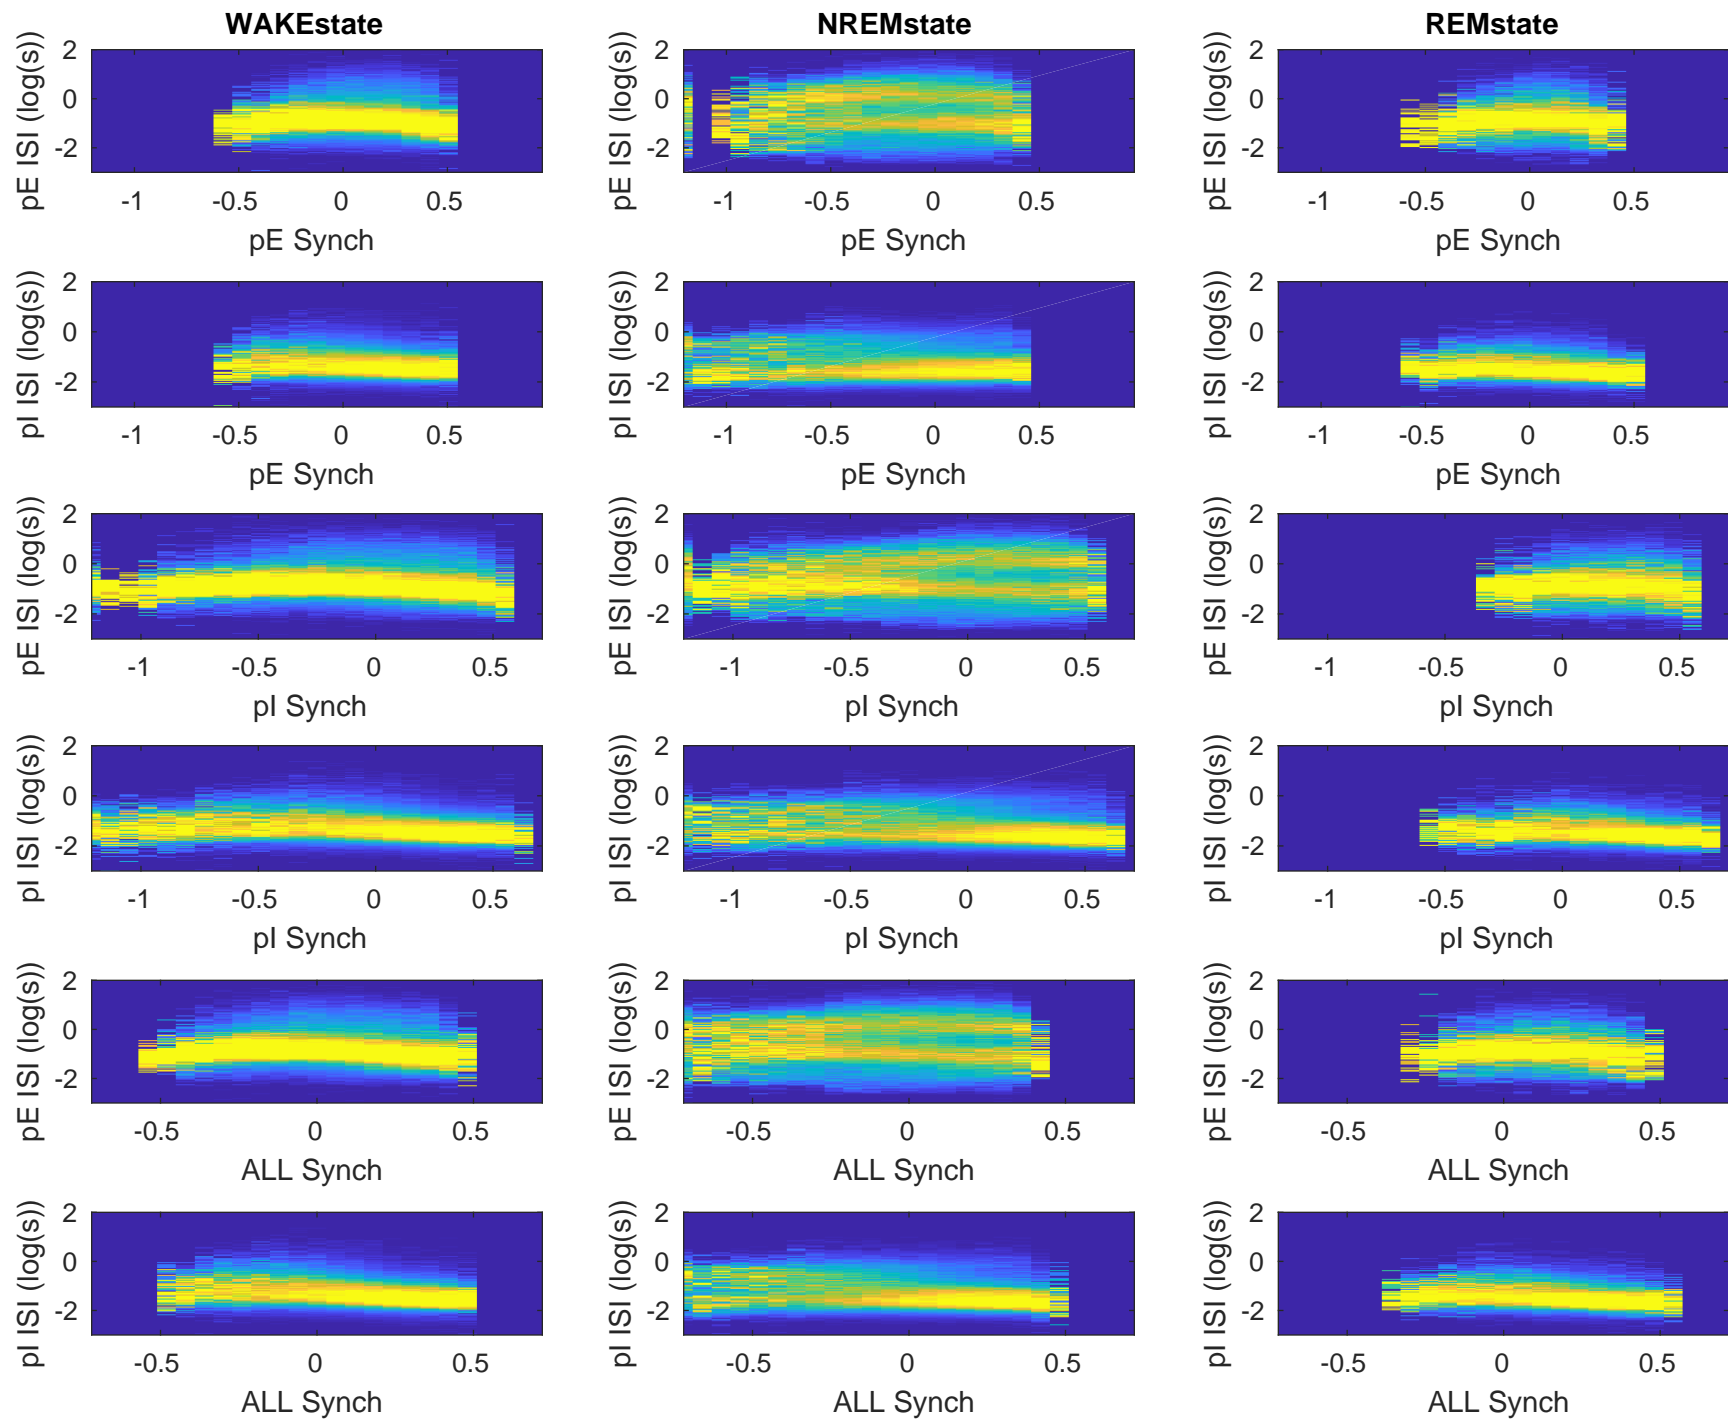 WAKEstate NREMstate REMstate
pE ISI (log(s)) 2 0 -2 pE ISI (log(s)) 2 0 -2 pE ISI (log(s)) 2 0 -2
-1 -0.5 0 0.5 -1 -0.5 0 0.5 -1 -0.5 0 0.5
pE Synch pE Synch pE Synch
pI ISI (log(s)) 2 0 -2 pI ISI (log(s)) 2 0 -2 pI ISI (log(s)) 2 0 -2
-1 -0.5 0 0.5 -1 -0.5 0 0.5 -1 -0.5 0 0.5
pE Synch pE Synch pE Synch
pE ISI (log(s)) 2 0 -2 pE ISI (log(s)) 2 0 -2 pE ISI (log(s)) 2 0 -2
-1 -0.5 0 0.5 -1 -0.5 0 0.5 -1 -0.5 0 0.5
pI Synch pI Synch pI Synch
pI ISI (log(s)) 2 0 -2 pI ISI (log(s)) 2 0 -2 pI ISI (log(s)) 2 0 -2
-1 -0.5 0 0.5 -1 -0.5 0 0.5 -1 -0.5 0 0.5
pI Synch pI Synch pI Synch
pE ISI (log(s)) 2 0 -2 pE ISI (log(s)) 2 0 -2 pE ISI (log(s)) 2 0 -2
-0.5 0 0.5 -0.5 0 0.5 -0.5 0 0.5
ALL Synch ALL Synch ALL Synch
pI ISI (log(s)) 2 0 -2 pI ISI (log(s)) 2 0 -2 pI ISI (log(s)) 2 0 -2
-0.5 0 0.5 -0.5 0 0.5 -0.5 0 0.5
ALL Synch ALL Synch ALL Synch